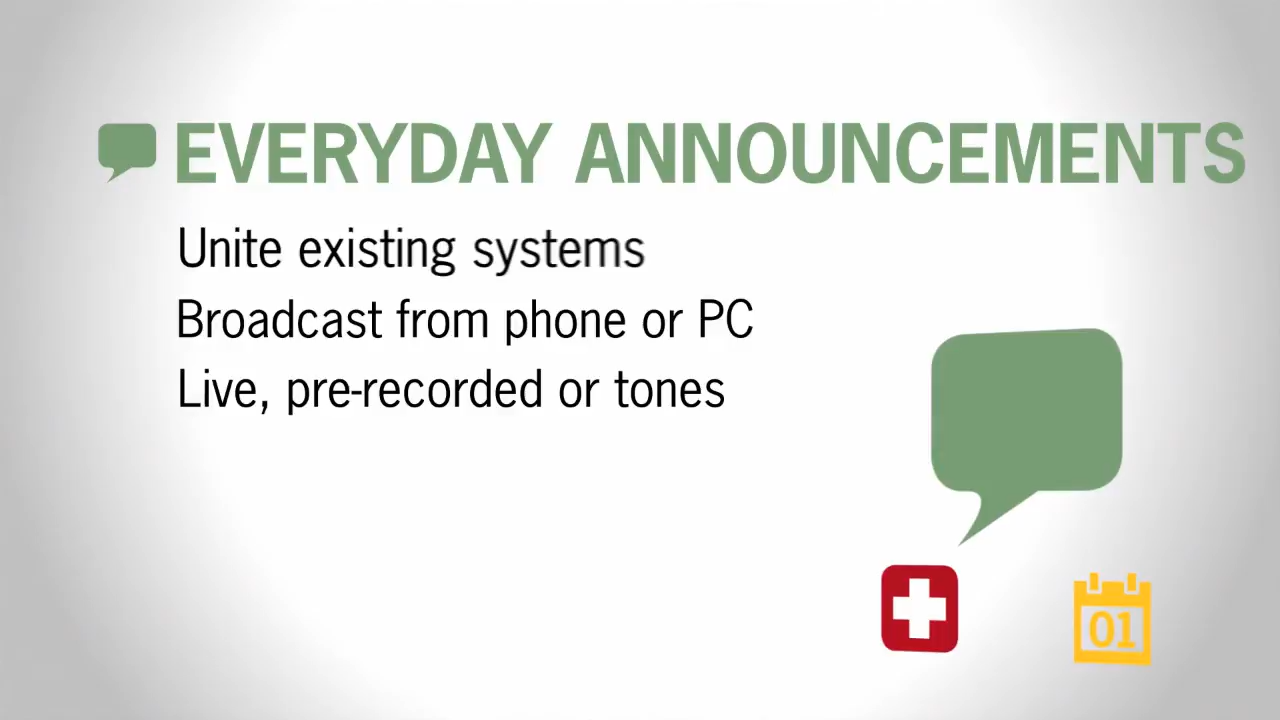 EVERYDAY ANNOUNCEMENTS
Unite existing systems
Broadcast from phone or PC
Live, pre-recorded or tones
01